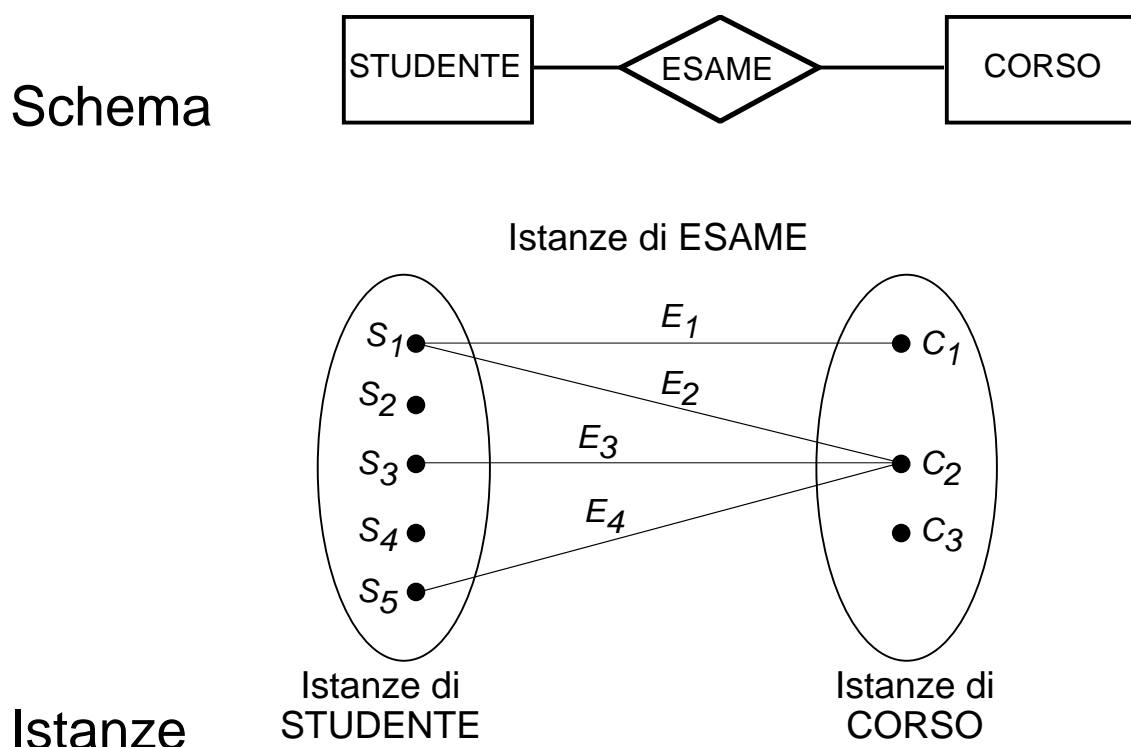 STUDENTE ESAME CORSO
Schema
Istanze di ESAME
S1 E1 C1
S2 E2
S3 E3 C2
S4 E4 C3
S5
Istanze di Istanze di
STUDENTE CORSO
Istanze